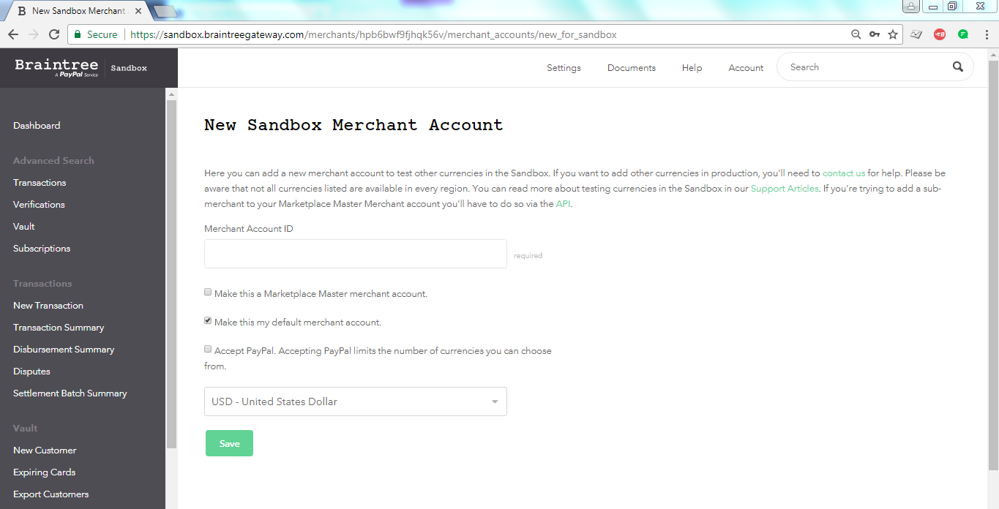 New Sandbox Merchant
Secure
https://sandbox.braintreegateway.com/merchants/hpb6bwf9fjhqk56v/merchant_accounts/new_for_sandbox
Braintree
A PayPal Service
Sandbox
Settings
Documents
Help
Account
Search
Dashboard
Advanced Search
Transactions
Verifications
Vault
Subscriptions
Transactions
New Transaction
Transaction Summary
Disbursement Summary
Disputes
Settlement Batch Summary
Vault
New Customer
Expiring Cards
Export Customers
New Sandbox Merchant Account
Here you can add a new merchant account to test other currencies in the Sandbox. If you want to add other currencies in production, you'll need to contact us for help. Please be
aware that not all currencies listed are available in every region. You can read more about testing currencies in the Sandbox in our Support Articles. If you're trying to add a sub-
merchant to your Marketplace Master Merchant account you'll have to do so via the API.
Merchant Account ID
required
Make this a Marketplace Master merchant account.
Make this my default merchant account.
Accept PayPal. Accepting PayPal limits the number of currencies you can choose
from.
USD - United States Dollar
Save